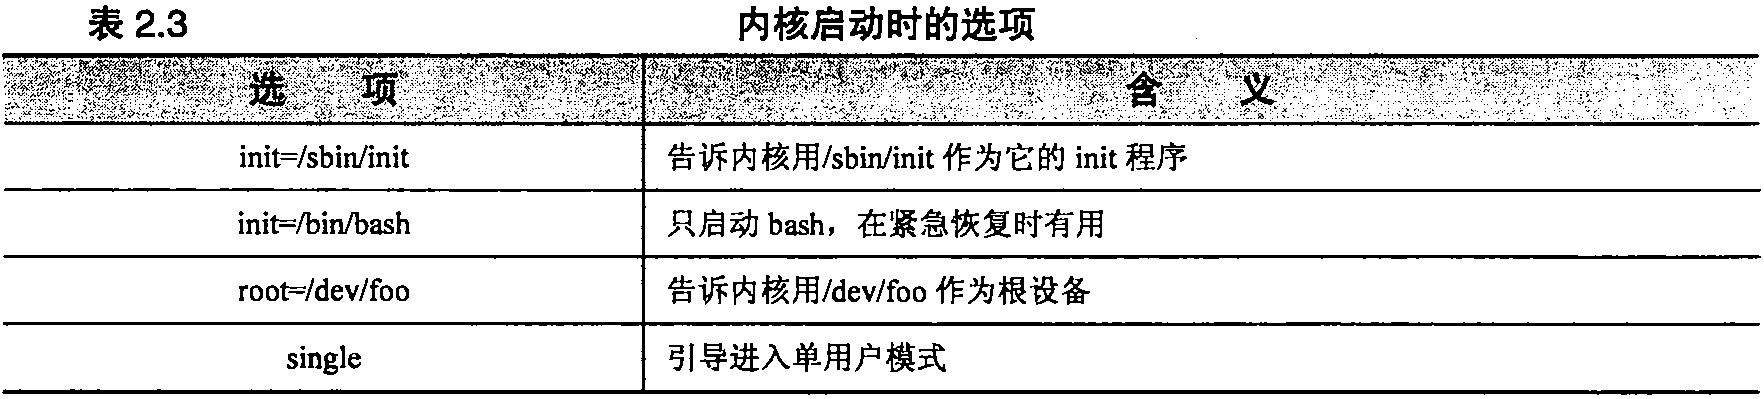 表 2.3 内核启动时的选项
选 项 含 义
init=/sbin/init 告诉内核用/sbin/init 作为它的 init 程序
init=/bin/bash 只启动 bash，在紧急恢复时有用
root=/dev/foo 告诉内核用/dev/foo 作为根设备
single 引导进入单用户模式